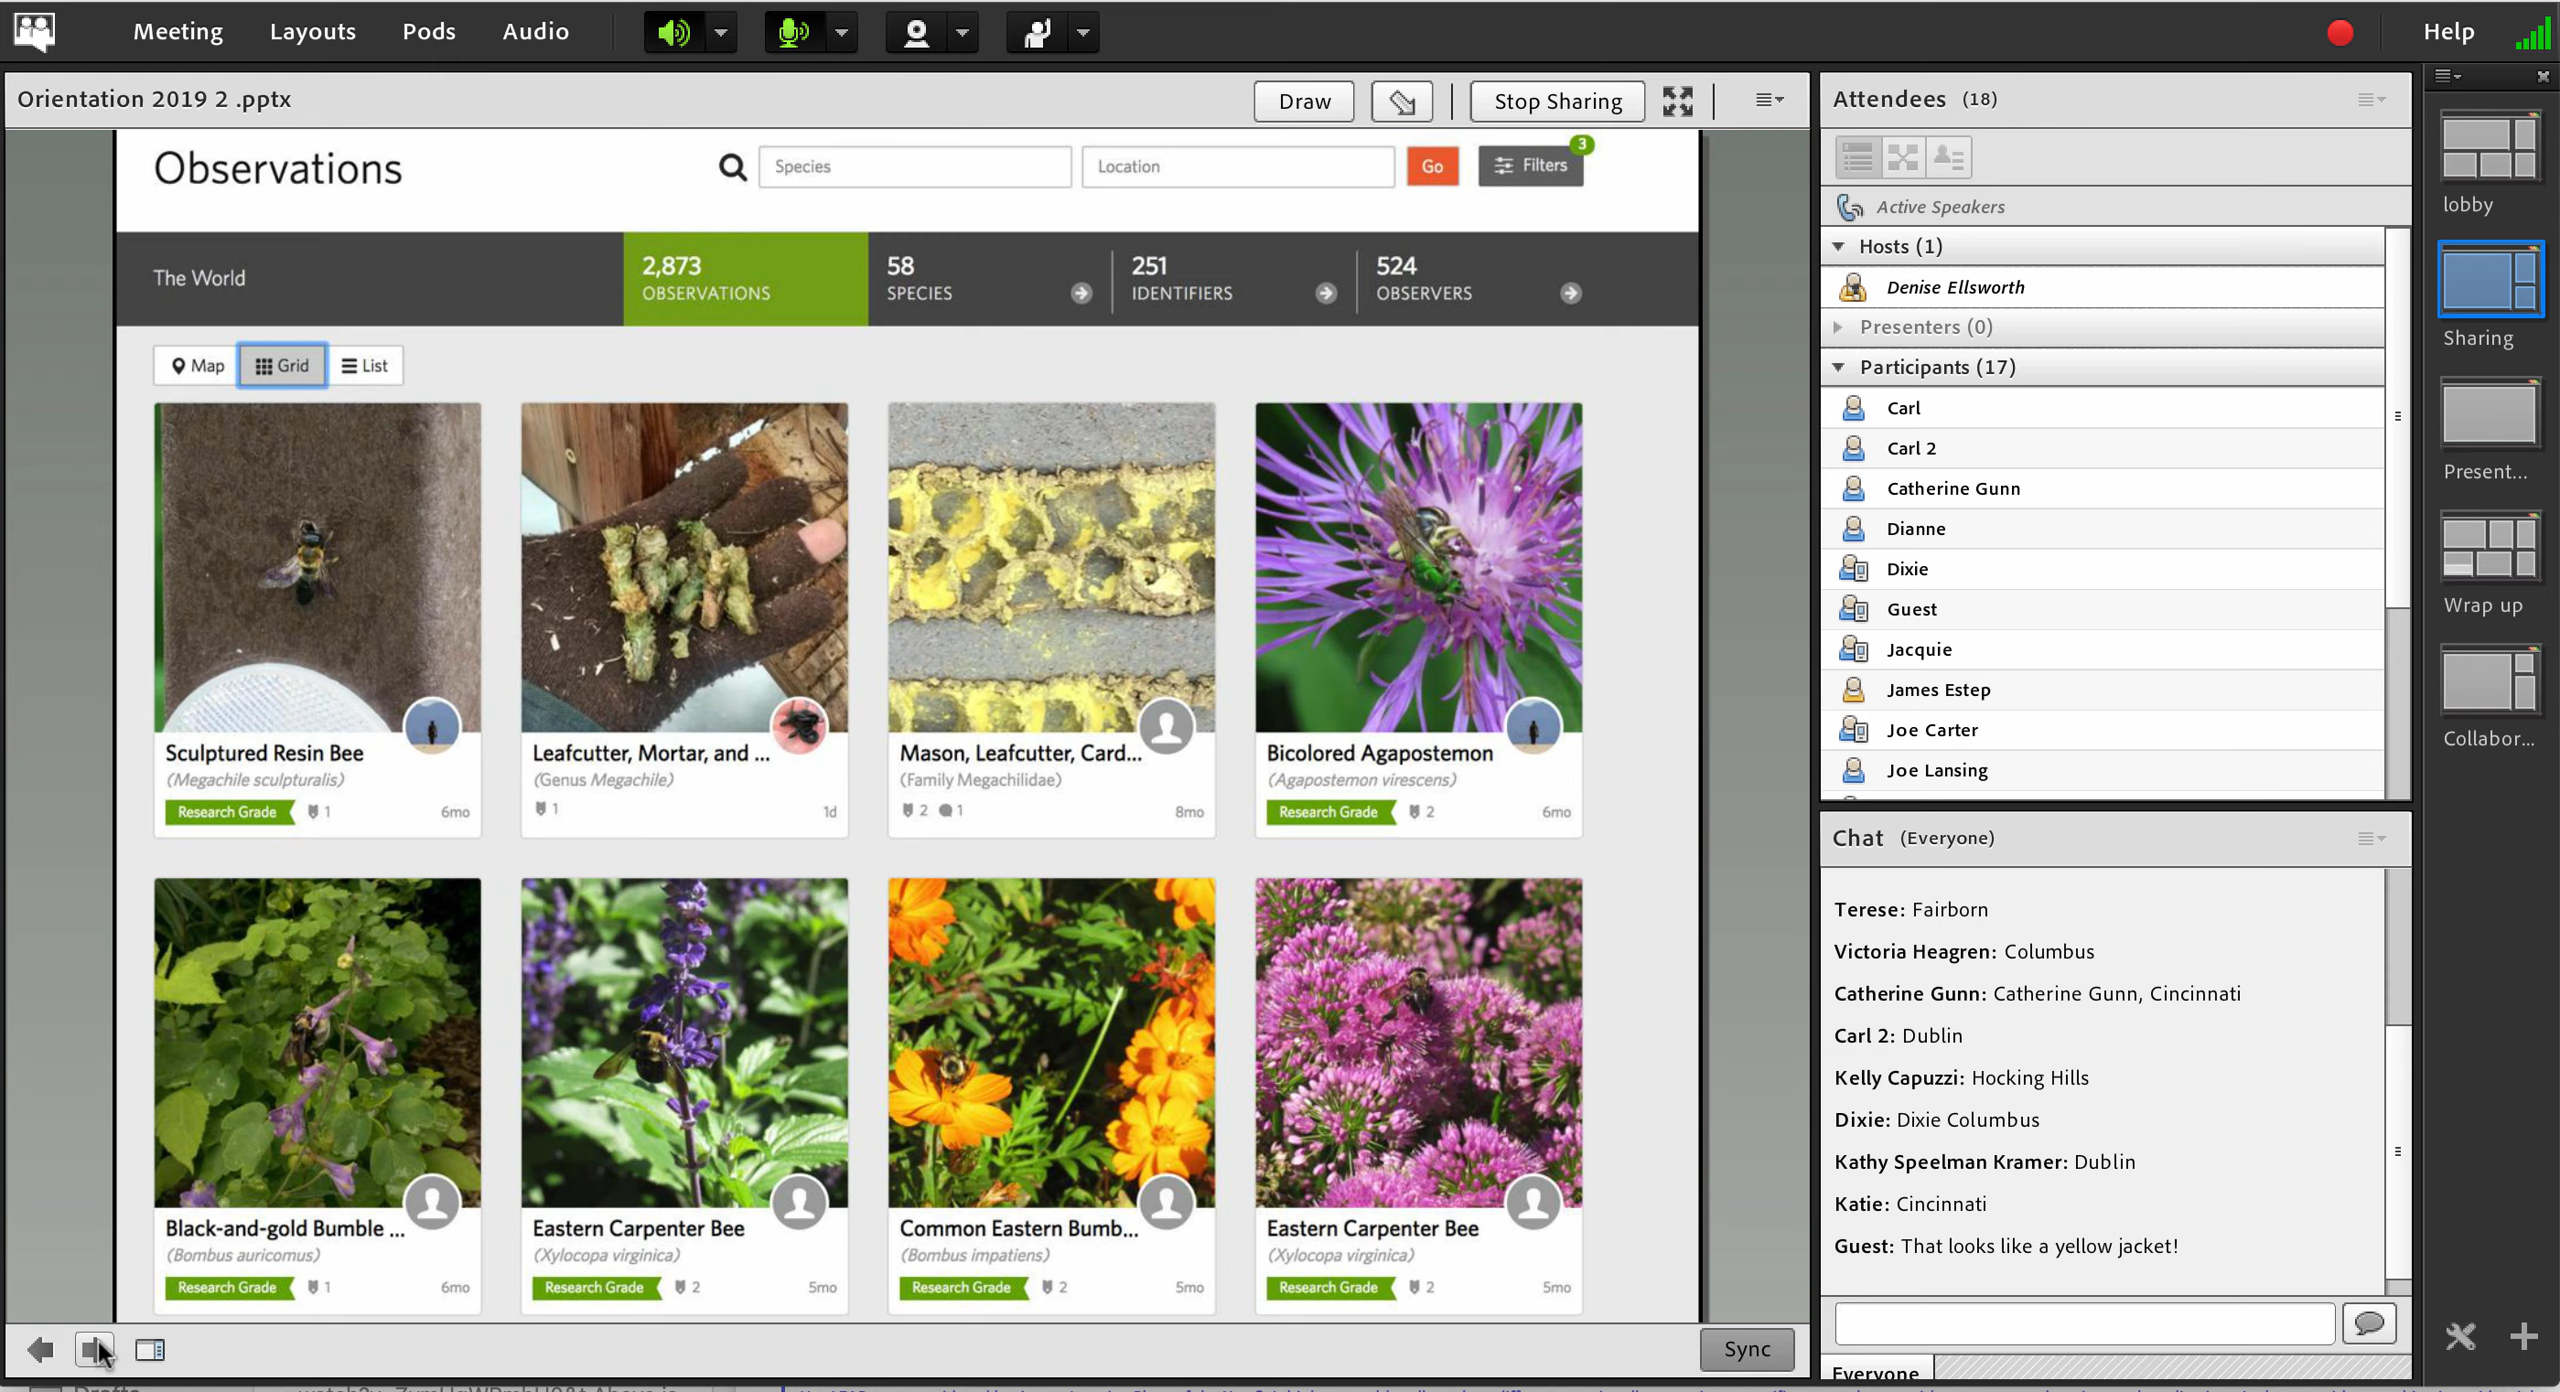 Meeting Layouts Pods Audio Help
Orientation 2019 2 .pptx Draw Stop Sharing
Observations Species Location Go Filters 3
The World
2,873 OBSERVATIONS
58 SPECIES
251 IDENTIFIERS
524 OBSERVERS
Map Grid List
Sculptured Resin Bee
(Megachile sculpturalis)
Research Grade 1 6mo
Leafcutter, Mortar, and ...
(Genus Megachile)
1 1d
Mason, Leafcutter, Card...
(Family Megachilidae)
2 1 8mo
Bicolored Agapostemon
(Agapostemon virescens)
Research Grade 2 6mo
Black-and-gold Bumble ...
(Bombus auricomus)
Research Grade 1 6mo
Eastern Carpenter Bee
(Xylocopa virginica)
Research Grade 2 5mo
Common Eastern Bumb...
(Bombus impatiens)
Research Grade 2 5mo
Eastern Carpenter Bee
(Xylocopa virginica)
Research Grade 2 5mo
Sync
Attendees (18)
Active Speakers
Hosts (1)
Denise Ellsworth
Presenters (0)
Participants (17)
Carl
Carl 2
Catherine Gunn
Dianne
Dixie
Guest
Jacquie
James Estep
Joe Carter
Joe Lansing
Chat (Everyone)
Terese: Fairborn
Victoria Heagren: Columbus
Catherine Gunn: Catherine Gunn, Cincinnati
Carl 2: Dublin
Kelly Capuzzi: Hocking Hills
Dixie: Dixie Columbus
Kathy Speelman Kramer: Dublin
Katie: Cincinnati
Guest: That looks like a yellow jacket!
Everyone
lobby
Sharing
Present...
Wrap up
Collabor...